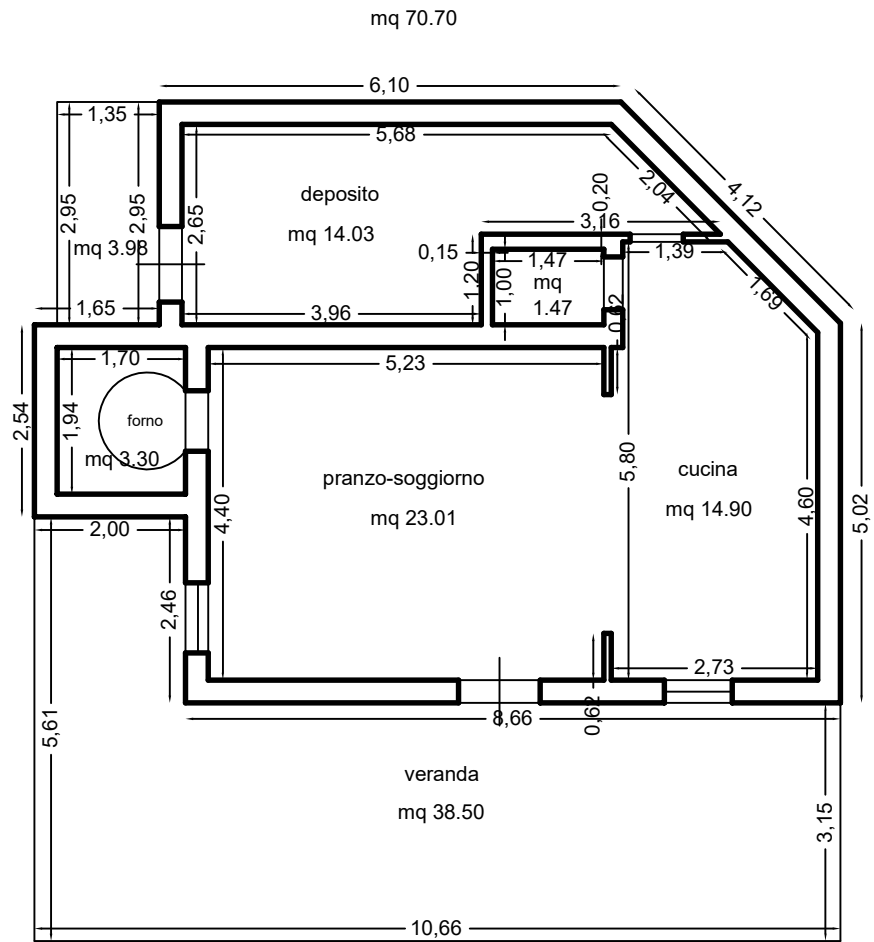 mq 70.70
6,10
1,35
5,68
2,04
4,12
0,20
2,95
2,95
2,65
deposito
mq 14.03
mq 3.98
3,16
0,15
1,47
1,39
1,20
1,00
mq
1.47
1,69
1,65
3,96
0,62
1,70
5,23
2,54
1,94
forno
mq 3.30
pranzo-soggiorno
mq 23.01
5,80
cucina
mq 14.90
4,40
4,60
5,02
2,00
2,46
2,73
8,66
0,62
5,61
veranda
mq 38.50
3,15
10,66